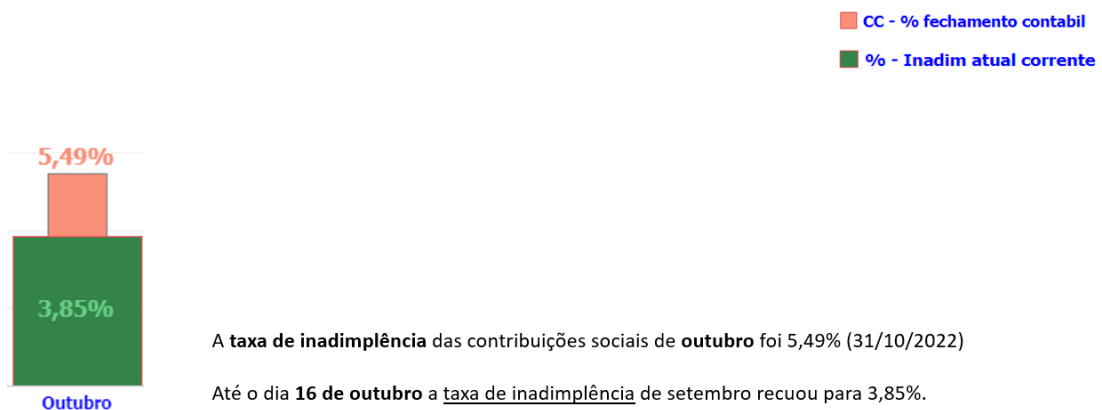 CC - % fechamento contabil
% - Inadim atual corrente
5,49%
3,85%
Outubro
A taxa de inadimplência das contribuições sociais de outubro foi 5,49% (31/10/2022)
Até o dia 16 de outubro a taxa de inadimplência de setembro recuou para 3,85%.